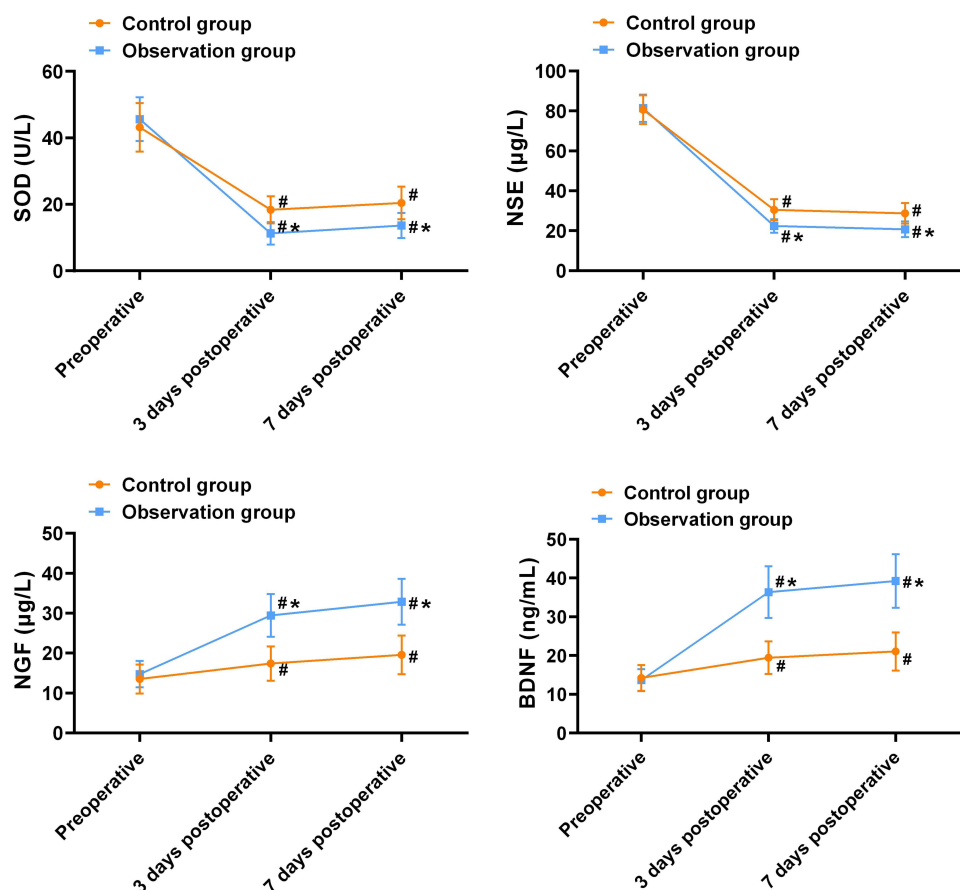 Control group
Observation group
SOD (U/L)
60
40
20
0
#
#
#*
#*
Preoperative
3 days postoperative
7 days postoperative
Control group
Observation group
NSE (μg/L)
100
80
60
40
20
0
#
#
#*
#*
Preoperative
3 days postoperative
7 days postoperative
Control group
Observation group
NGF (μg/L)
50
40
30
20
10
0
#*
#*
#
#
Preoperative
3 days postoperative
7 days postoperative
Control group
Observation group
BDNF (ng/mL)
50
40
30
20
10
0
#*
#*
#
#
Preoperative
3 days postoperative
7 days postoperative